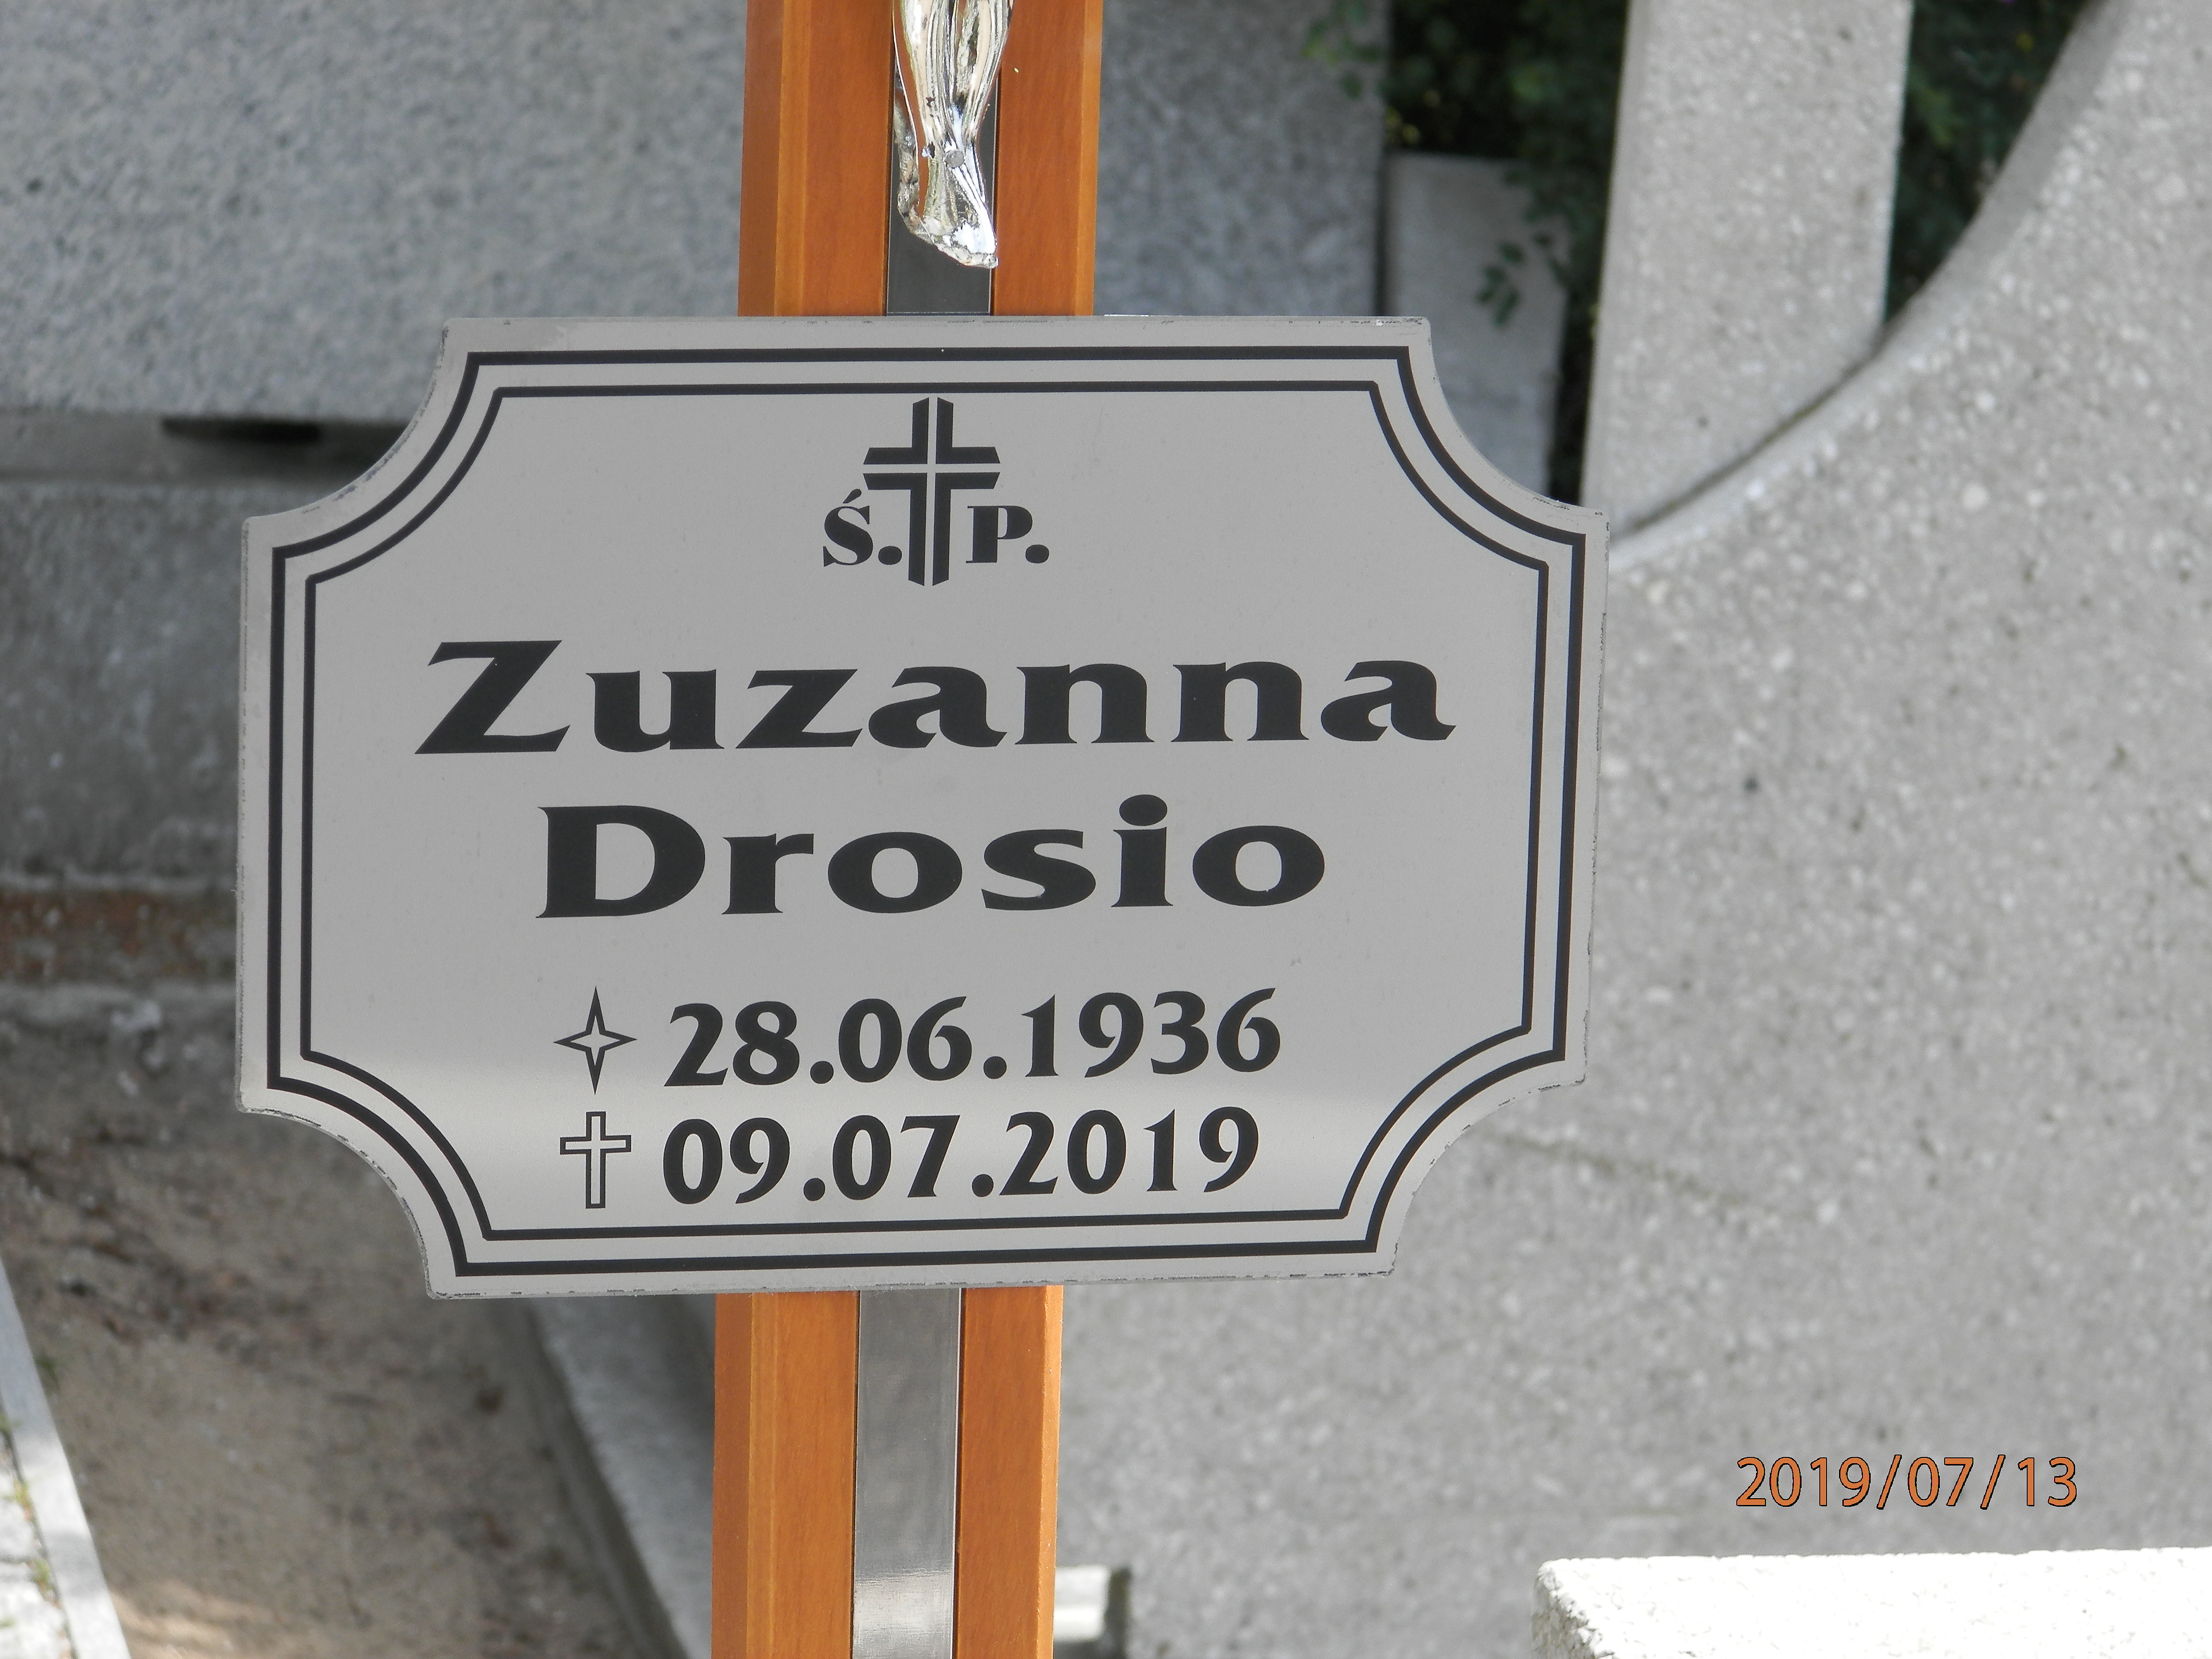 Ś. P.
Zuzanna
Drosio
28.06.1936
09.07.2019
2019/07/13